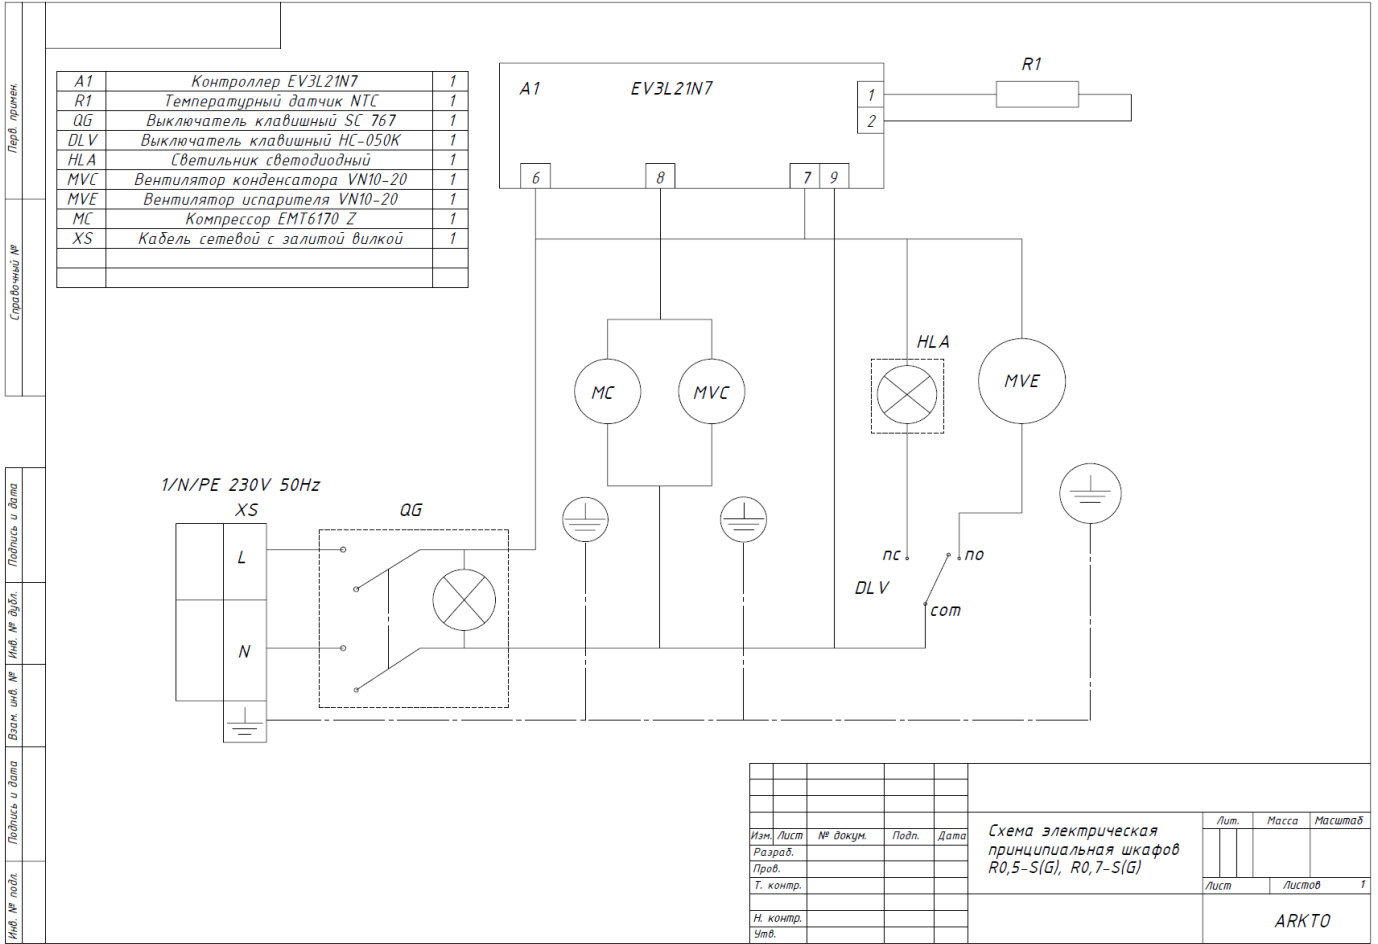 A1 Контроллер EV3L21N7 1
R1 Температурный датчик NTC 1
QG Выключатель клавишный SC 767 1
DLV Выключатель клавишный HC-050K 1
HLA Светильник светодиодный 1
MVC Вентилятор конденсатора VN10-20 1
MVE Вентилятор испарителя VN10-20 1
MC Компрессор EMT6170 Z 1
XS Кабель сетевой с залитой вилкой 1
A1 EV3L21N7
1
2
6 8 7 9
R1
MC
MVC
HLA
MVE
1/N/PE 230V 50Hz
XS
QG
L
N
nc
no
DLV
com
Перв. примен.
Справочный №
Подпись и дата
Инв. № дубл.
Взам. инв. №
Подпись и дата
Инв. № подл.
Изм. Лист № докум. Подп. Дата
Разраб.
Пров.
Т. контр.
Н. контр.
Утв.
Схема электрическая
принципиальная шкафов
R0,5-S(G), R0,7-S(G)
Лит. Масса Масштаб
Лист Листов 1
ARKTO